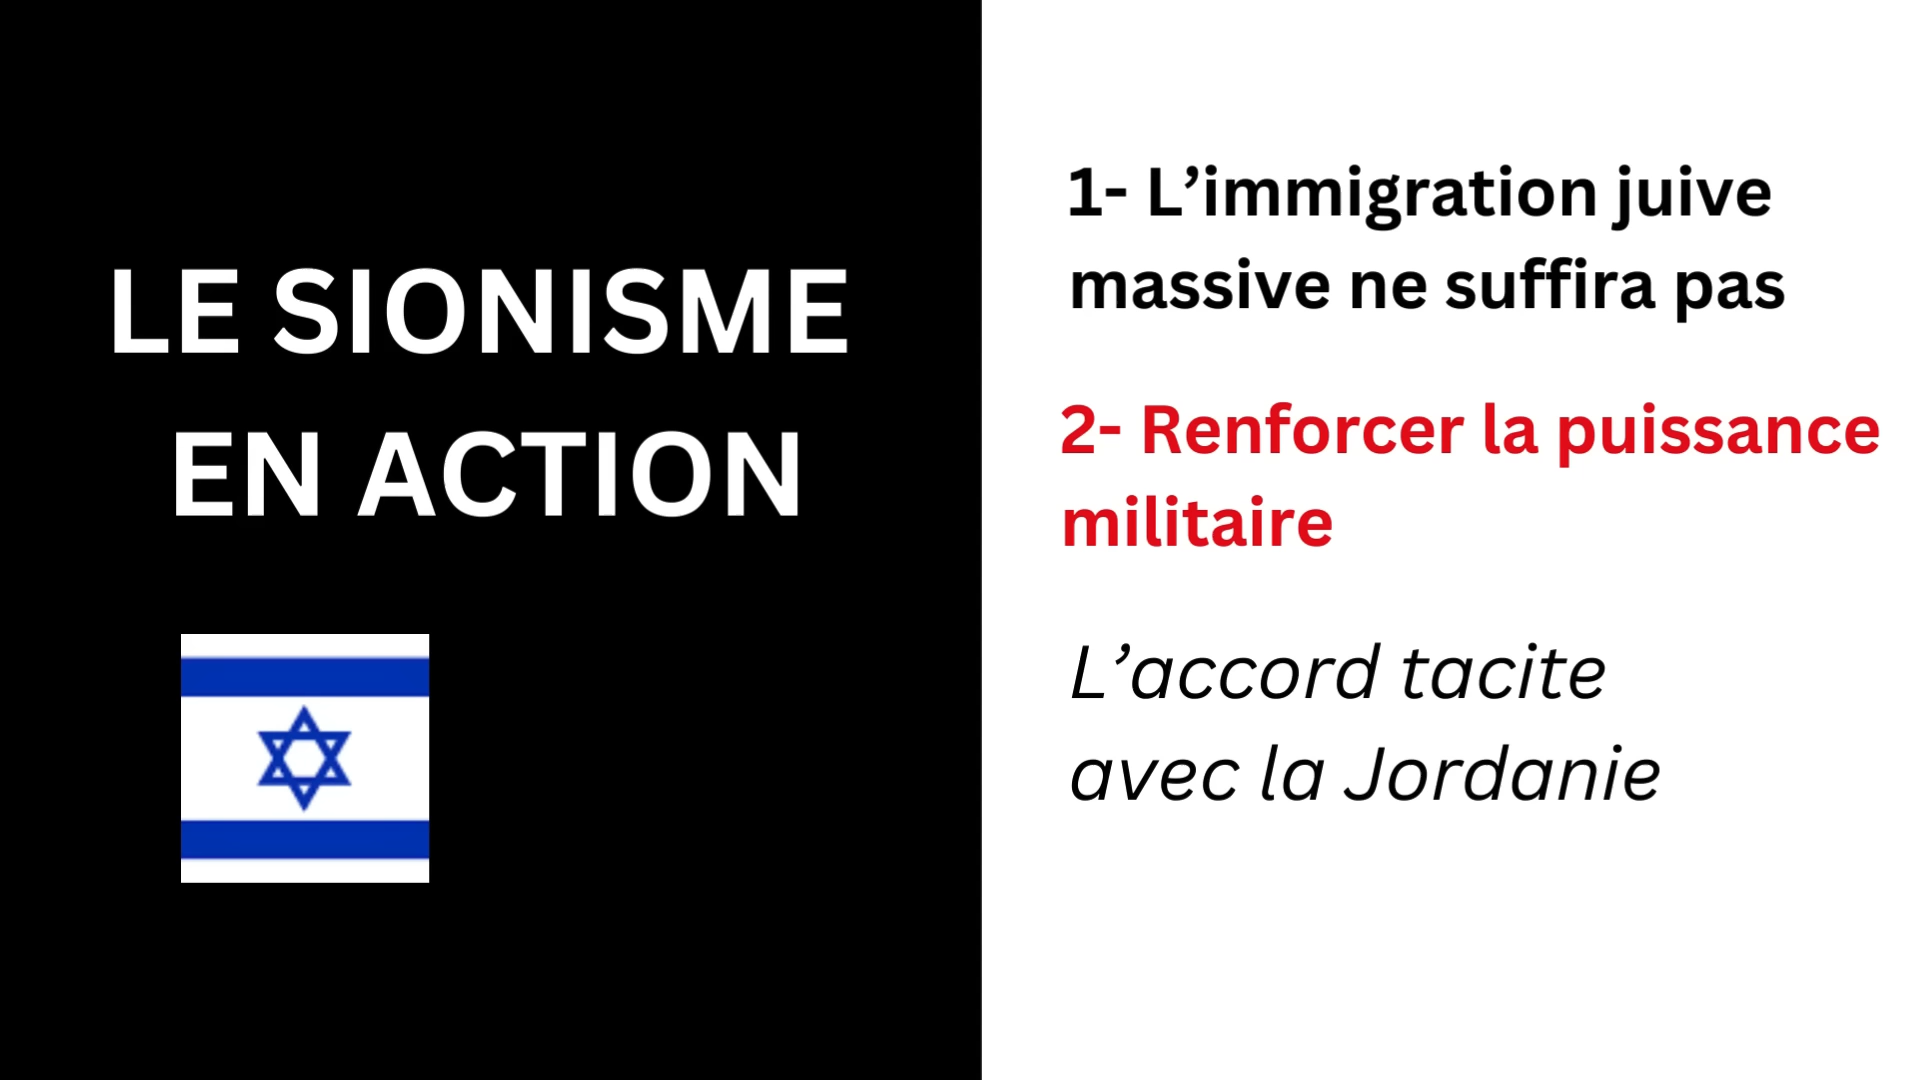 LE SIONISME
EN ACTION
1- L’immigration juive
massive ne suffira pas
2- Renforcer la puissance
militaire
L’accord tacite
avec la Jordanie